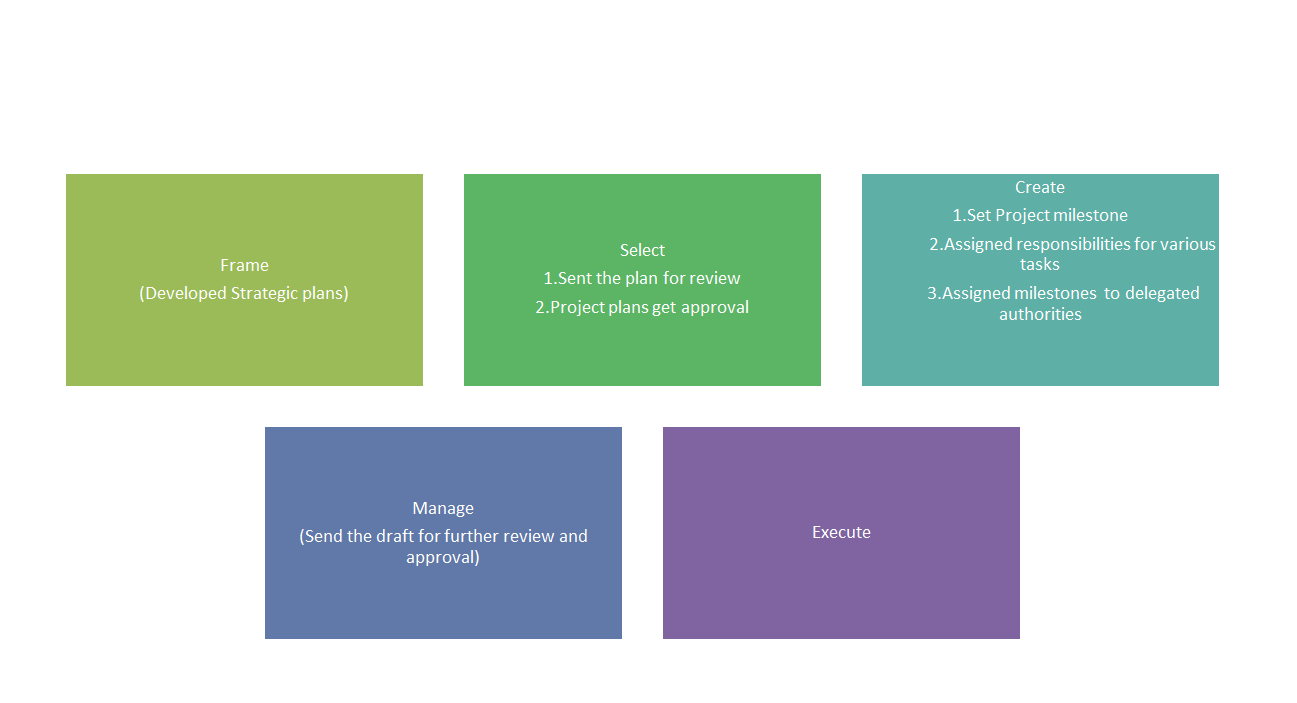 Frame
(Developed Strategic plans)
Select
1.Sent the plan for review
2.Project plans get approval
Create
1.Set Project milestone
2.Assigned responsibilities for various
tasks
3.Assigned milestones to delegated
authorities
Manage
(Send the draft for further review and
approval)
Execute